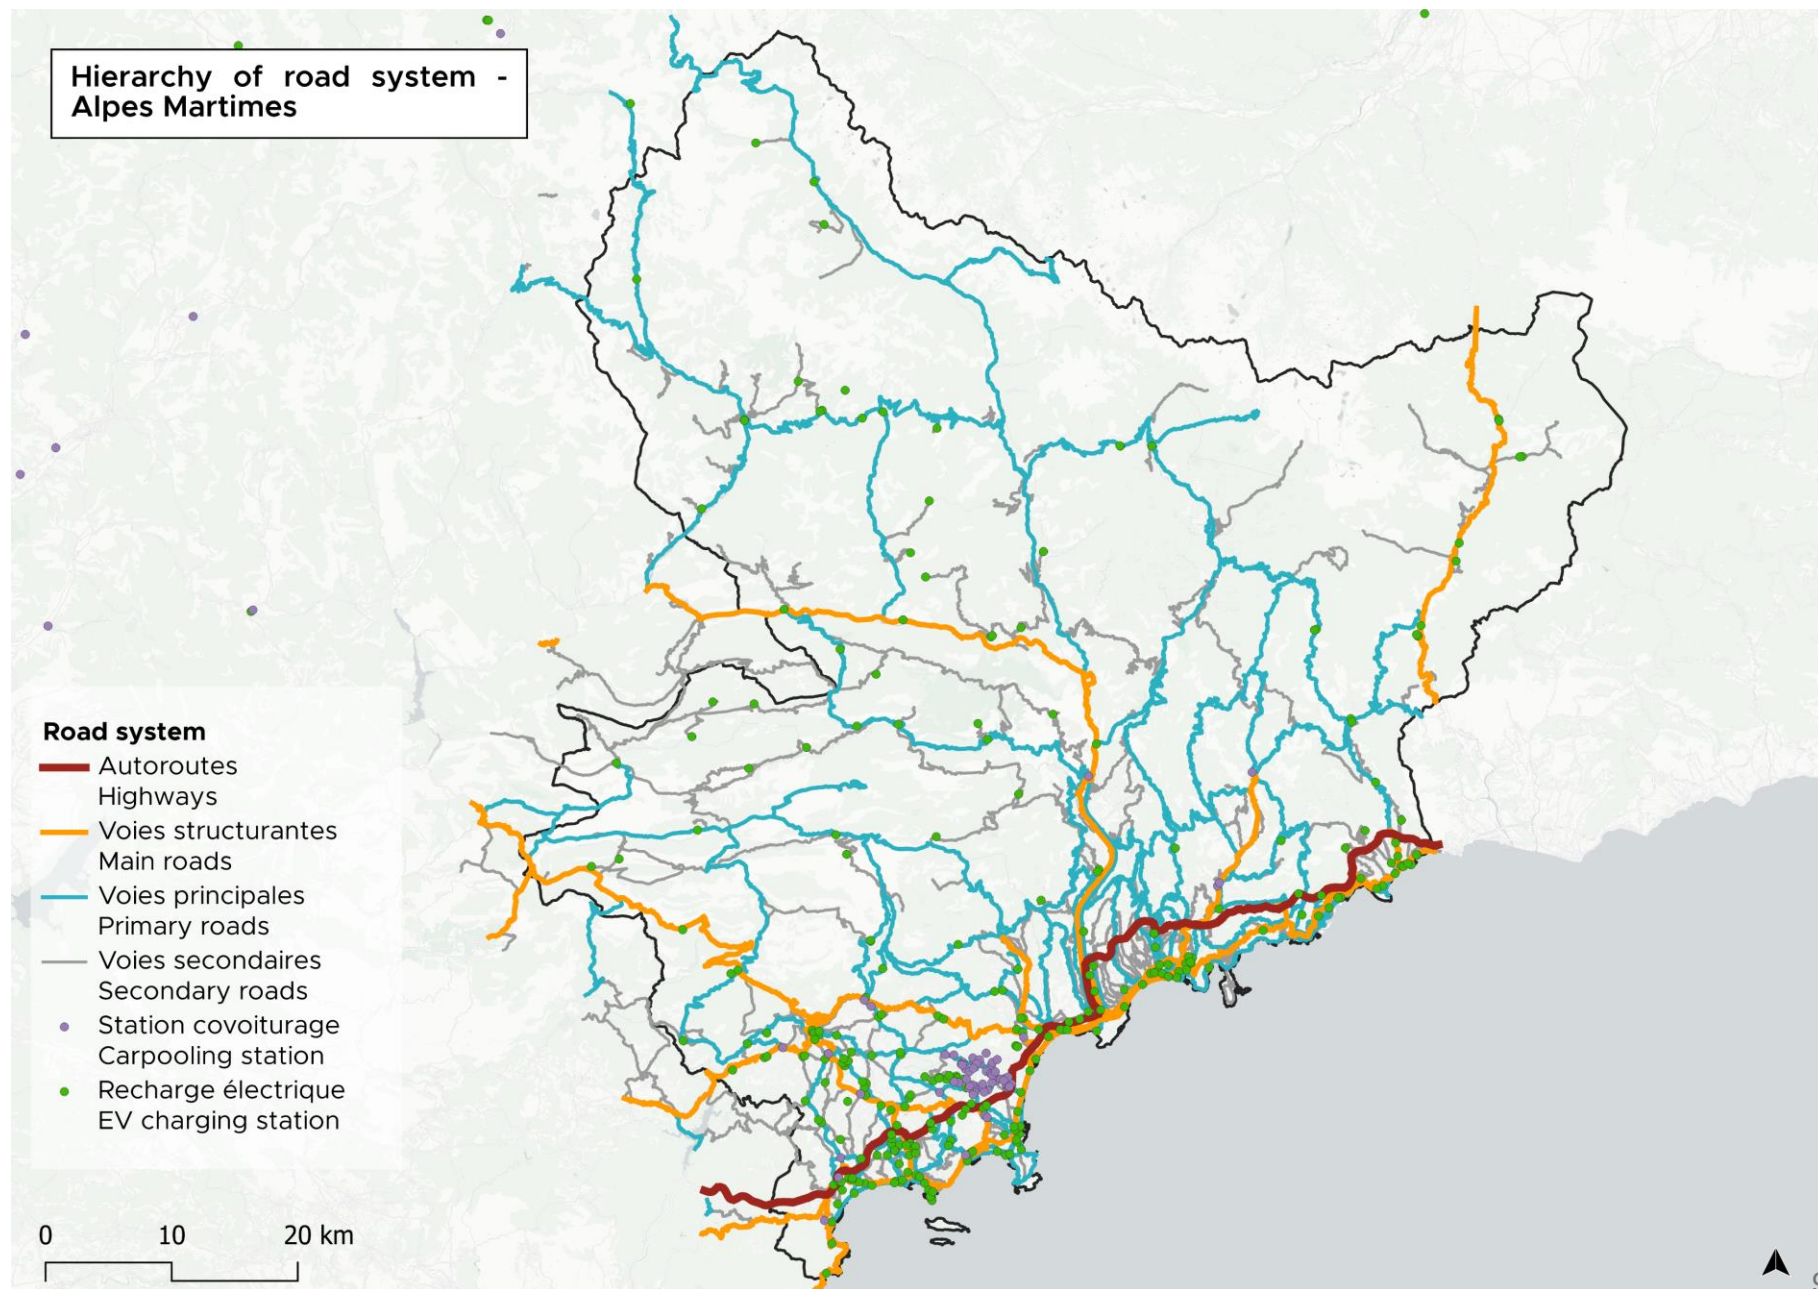 Hierarchy of road system -
Alpes Martimes
Road system
Autoroutes
Highways
Voies structurantes
Main roads
Voies principales
Primary roads
Voies secondaires
Secondary roads
Station covoiturage
Carpooling station
Recharge électrique
EV charging station
0 10 20 km